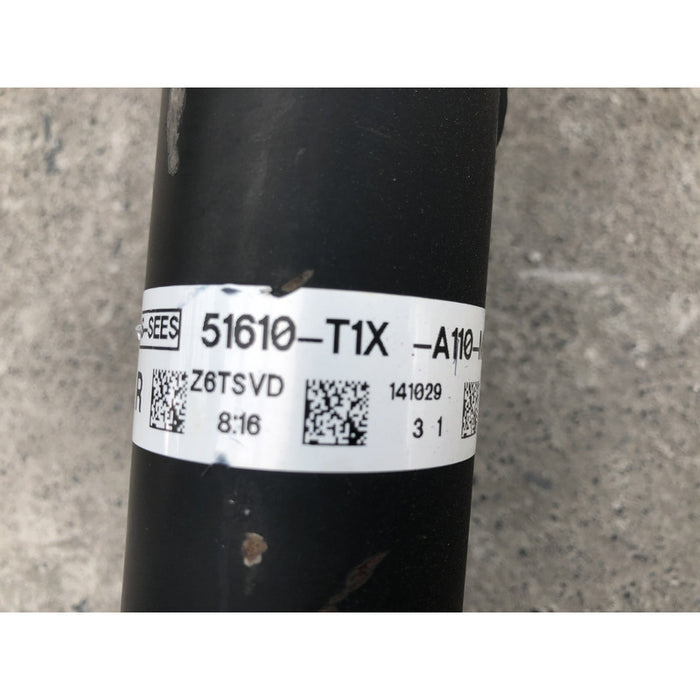 -SEES 51610-T1X -A110-
R Z6TSVD 141029
8:16 3 1